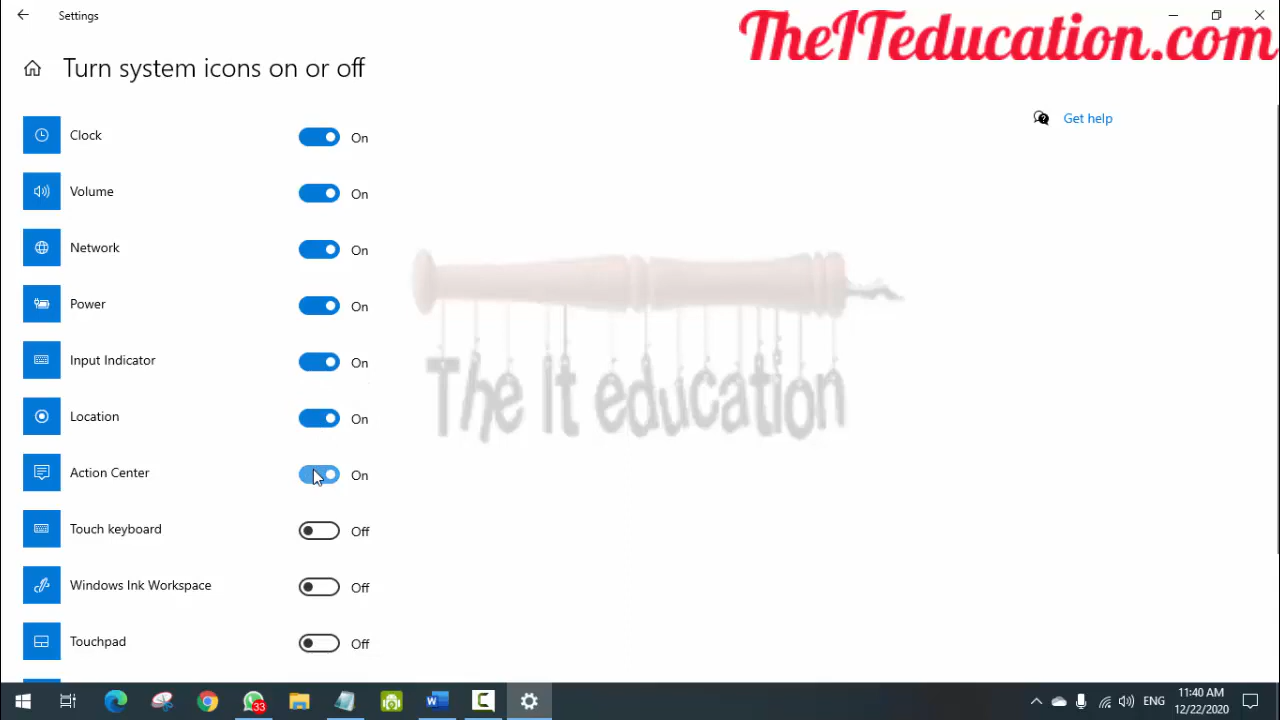 Settings
TheITeducation.com
Turn system icons on or off
Get help
Clock On
Volume On
Network On
Power On
Input Indicator On
Location On
The It education
Action Center On
Touch keyboard Off
Windows Ink Workspace Off
Touchpad Off
33
W
C
ENG
11:40 AM
12/22/2020